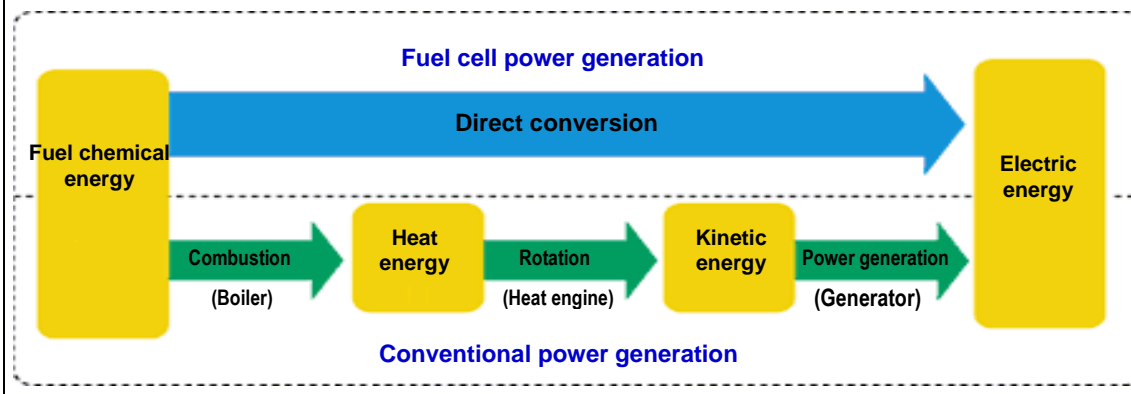 Fuel cell power generation
Direct conversion
Fuel chemical
energy
Electric
energy
Combustion
(Boiler)
Heat
energy
Rotation
(Heat engine)
Kinetic
energy
Power generation
(Generator)
Conventional power generation